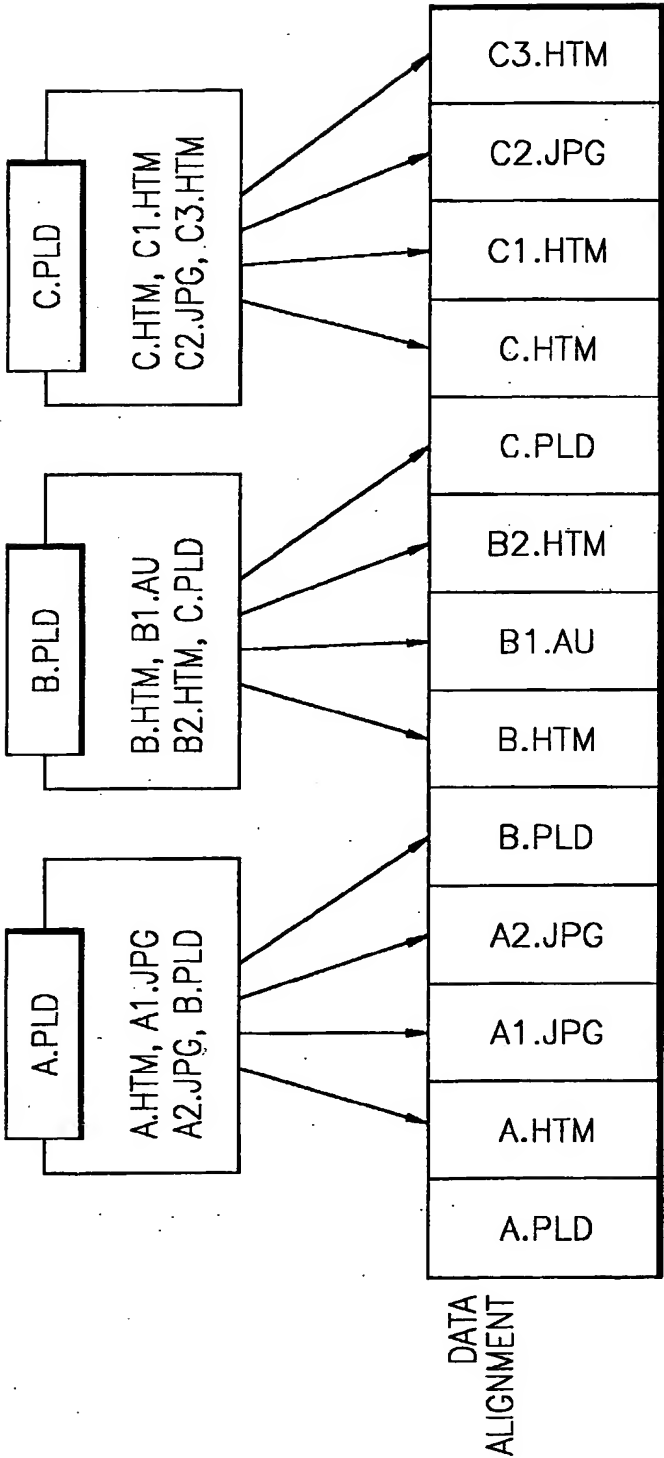 A.PLD
A.HTM, A1.JPG
A2.JPG, B.PLD
B.PLD
B.HTM, B1.AU
B2.HTM, C.PLD
C.PLD
C.HTM, C1.HTM
C2.JPG, C3.HTM
DATA
ALIGNMENT
A.PLD
A.HTM
A1.JPG
A2.JPG
B.PLD
B.HTM
B1.AU
B2.HTM
C.PLD
C.HTM
C1.HTM
C2.JPG
C3.HTM